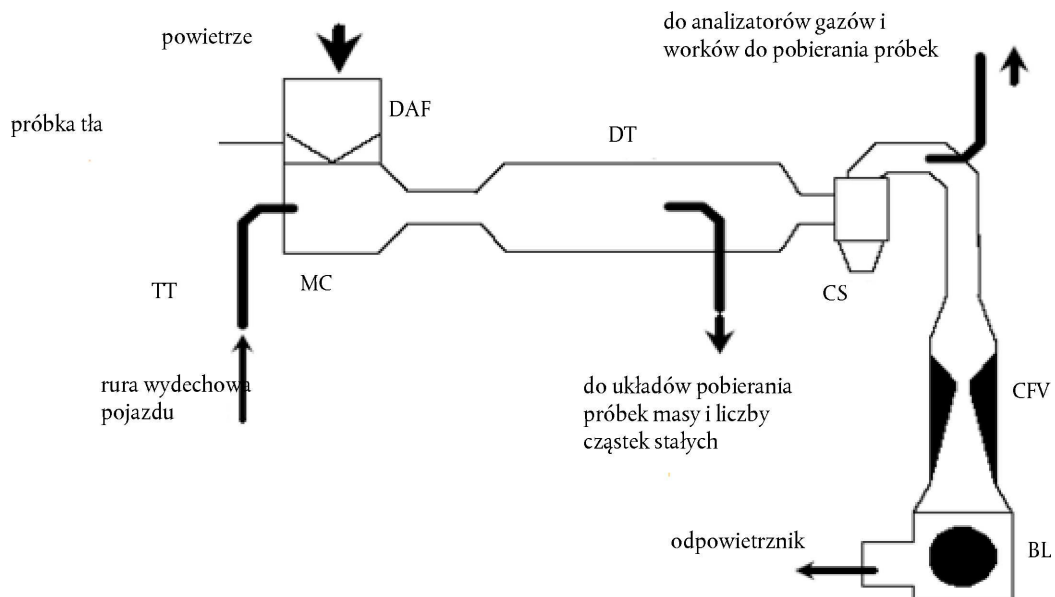 powietrze
do analizatorów gazów i
worków do pobierania próbek
próbka tła
DAF
DT
TT
MC
CS
rura wydechowa
pojazdu
do układów pobierania
próbek masy i liczby
cząstek stałych
CFV
odpowietrznik
BL